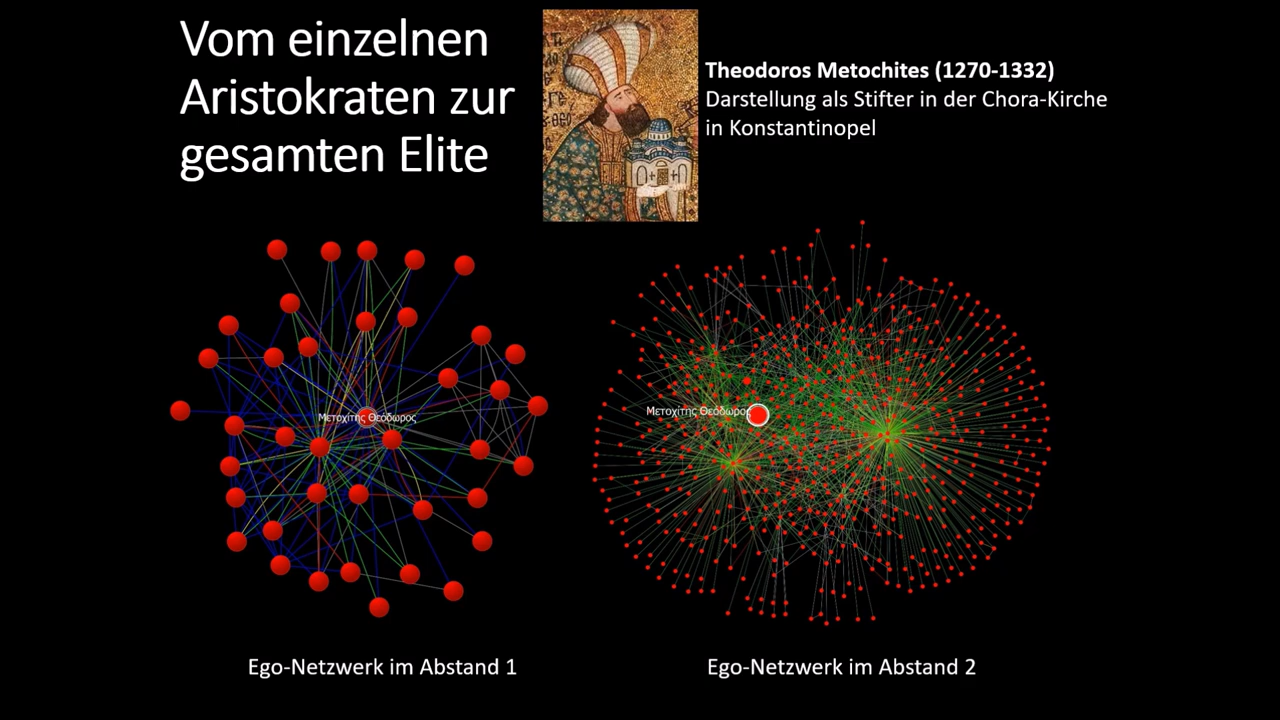 Vom einzelnen
Aristokraten zur
gesamten Elite
Theodoros Metochites (1270-1332)
Darstellung als Stifter in der Chora-Kirche
in Konstantinopel
Μετοχίτης Θεόδωρος
Μετοχίτης Θεόδωρος
Ego-Netzwerk im Abstand 1
Ego-Netzwerk im Abstand 2